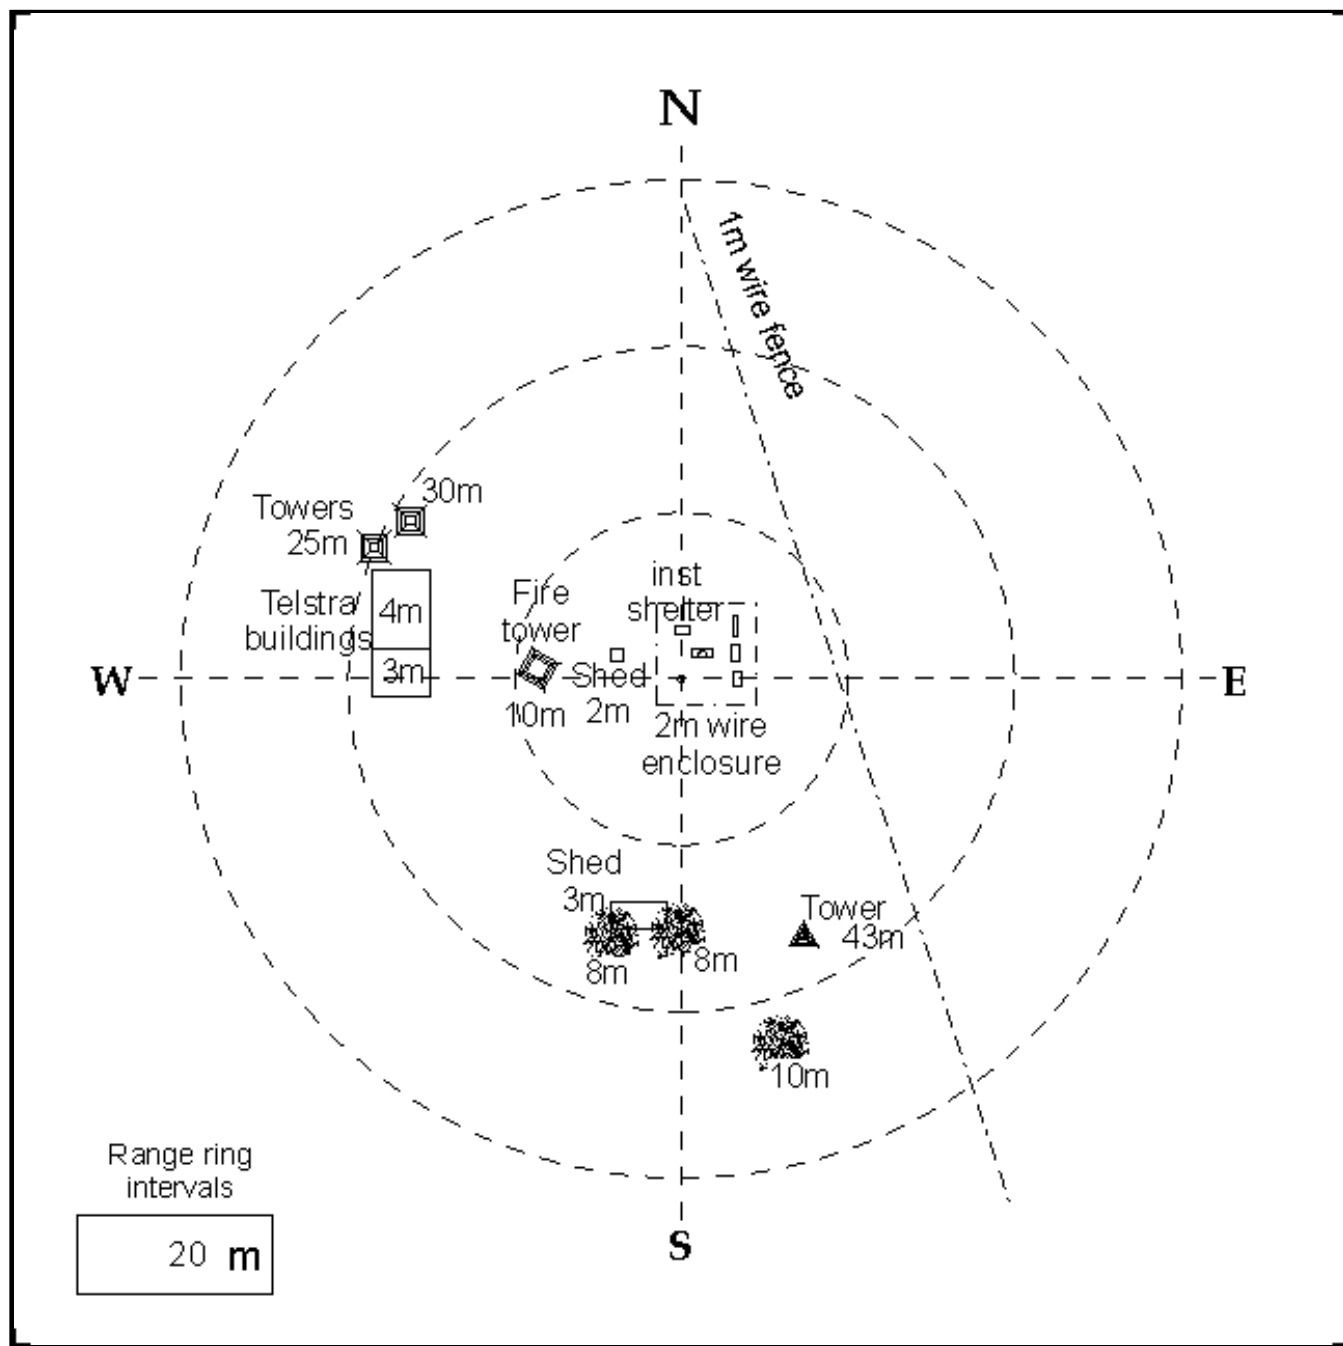 N
1m wire fence
30m
Towers
25m
Telstra
buildings
4m
3m
Fire
tower
10m
inst
shelter
Shed
2m
W
E
2m wire
enclosure
Shed
3m
8m
8m
Tower
43m
10m
Range ring
intervals
20 m
S